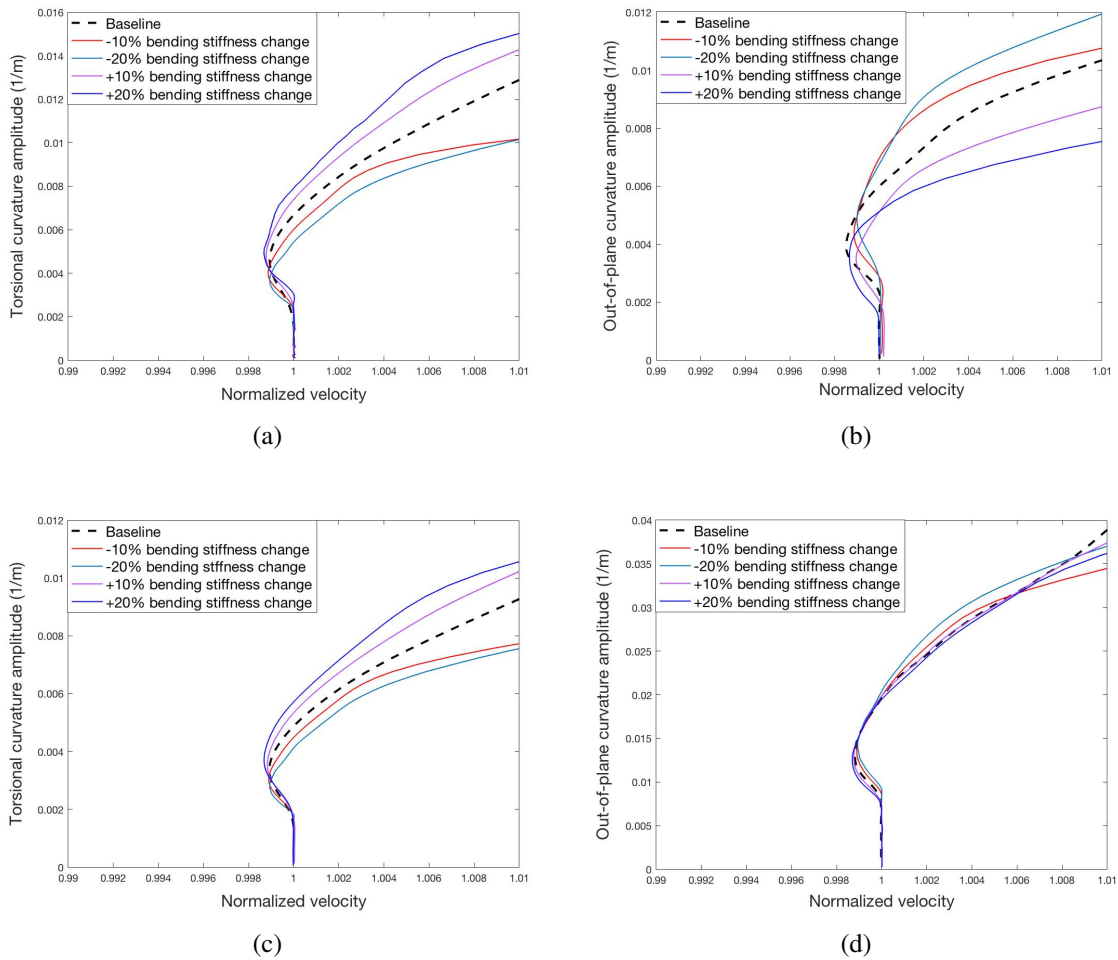 Torsional curvature amplitude (1/m)
0.016
0.014
0.012
0.01
0.008
0.006
0.004
0.002
0
Baseline
-10% bending stiffness change
-20% bending stiffness change
+10% bending stiffness change
+20% bending stiffness change
0.99 0.992 0.994 0.996 0.998 1 1.002 1.004 1.006 1.008 1.01
Normalized velocity
(a)
Out-of-plane curvature amplitude (1/m)
0.012
0.01
0.008
0.006
0.004
0.002
0
Baseline
-10% bending stiffness change
-20% bending stiffness change
+10% bending stiffness change
+20% bending stiffness change
0.99 0.992 0.994 0.996 0.998 1 1.002 1.004 1.006 1.008 1.01
Normalized velocity
(b)
Torsional curvature amplitude (1/m)
0.012
0.01
0.008
0.006
0.004
0.002
0
Baseline
-10% bending stiffness change
-20% bending stffness change
+10% bending stiffness change
+20% bending stiffness change
0.99 0.992 0.994 0.996 0.998 1 1.002 1.004 1.006 1.008 1.01
Normalized velocity
(c)
Out-of-plane curvature amplitude (1/m)
0.04
0.035
0.03
0.025
0.02
0.015
0.01
0.005
0
Baseline
-10% bending stiffness change
-20% bending stffness change
+10% bending stiffness change
+20% bending stiffness change
0.99 0.992 0.994 0.996 0.998 1 1.002 1.004 1.006 1.008 1.01
Normalized velocity
(d)